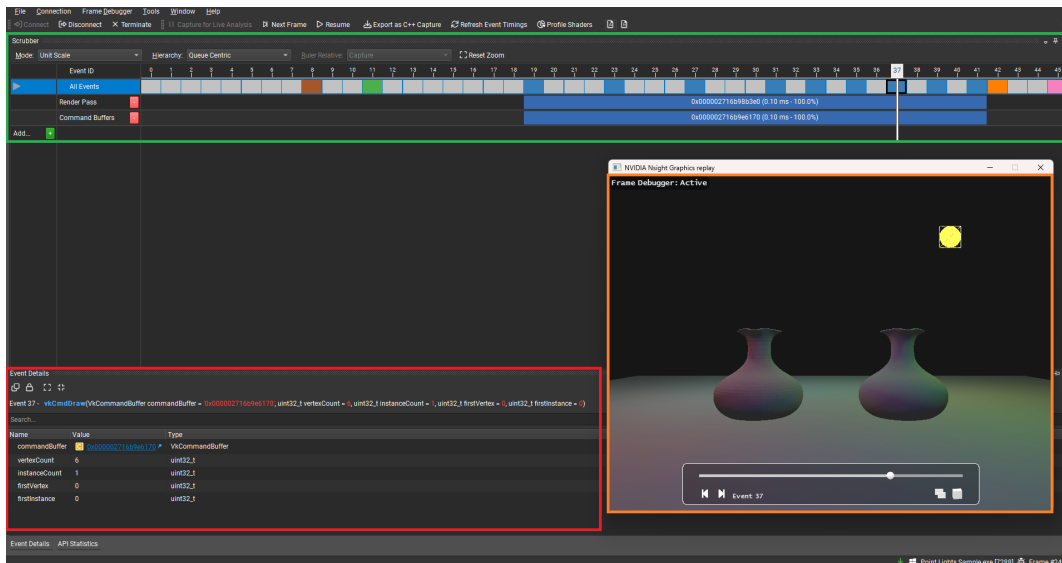 File Connection Frame Debugger Tools Window Help
Connect Disconnect Terminate Capture for Live Analysis Next Frame Resume Export as C++ Capture Refresh Event Timings Profile Shaders
Scrubber
Mode: Unit Scale Hierarchy: Queue Centric Ruler Relative: Capture Reset Zoom
Event ID 0 1 2 3 4 5 6 7 8 9 10 11 12 13 14 15 16 17 18 19 20 21 22 23 24 25 26 27 28 29 30 31 32 33 34 35 36 37 38 39 40 41 42 43 44 45
All Events
Render Pass 0x000002716b98b3e0 (0.10 ms - 100.0%)
Command Buffers 0x000002716b9e6170 (0.10 ms - 100.0%)
Add...
NVIDIA Nsight Graphics replay
Frame Debugger: Active
Event 37
Event Details
Event 37 - vkCmdDraw(VkCommandBuffer commandBuffer = 0x000002716b9e6170, uint32_t vertexCount = 6, uint32_t instanceCount = 1, uint32_t firstVertex = 0, uint32_t firstInstance = 0)
Search...
Name Value Type
commandBuffer 0x000002716b9e6170 VkCommandBuffer
vertexCount 6 uint32_t
instanceCount 1 uint32_t
firstVertex 0 uint32_t
firstInstance 0 uint32_t
Event Details API Statistics
Point Lights Sample.exe [7288]